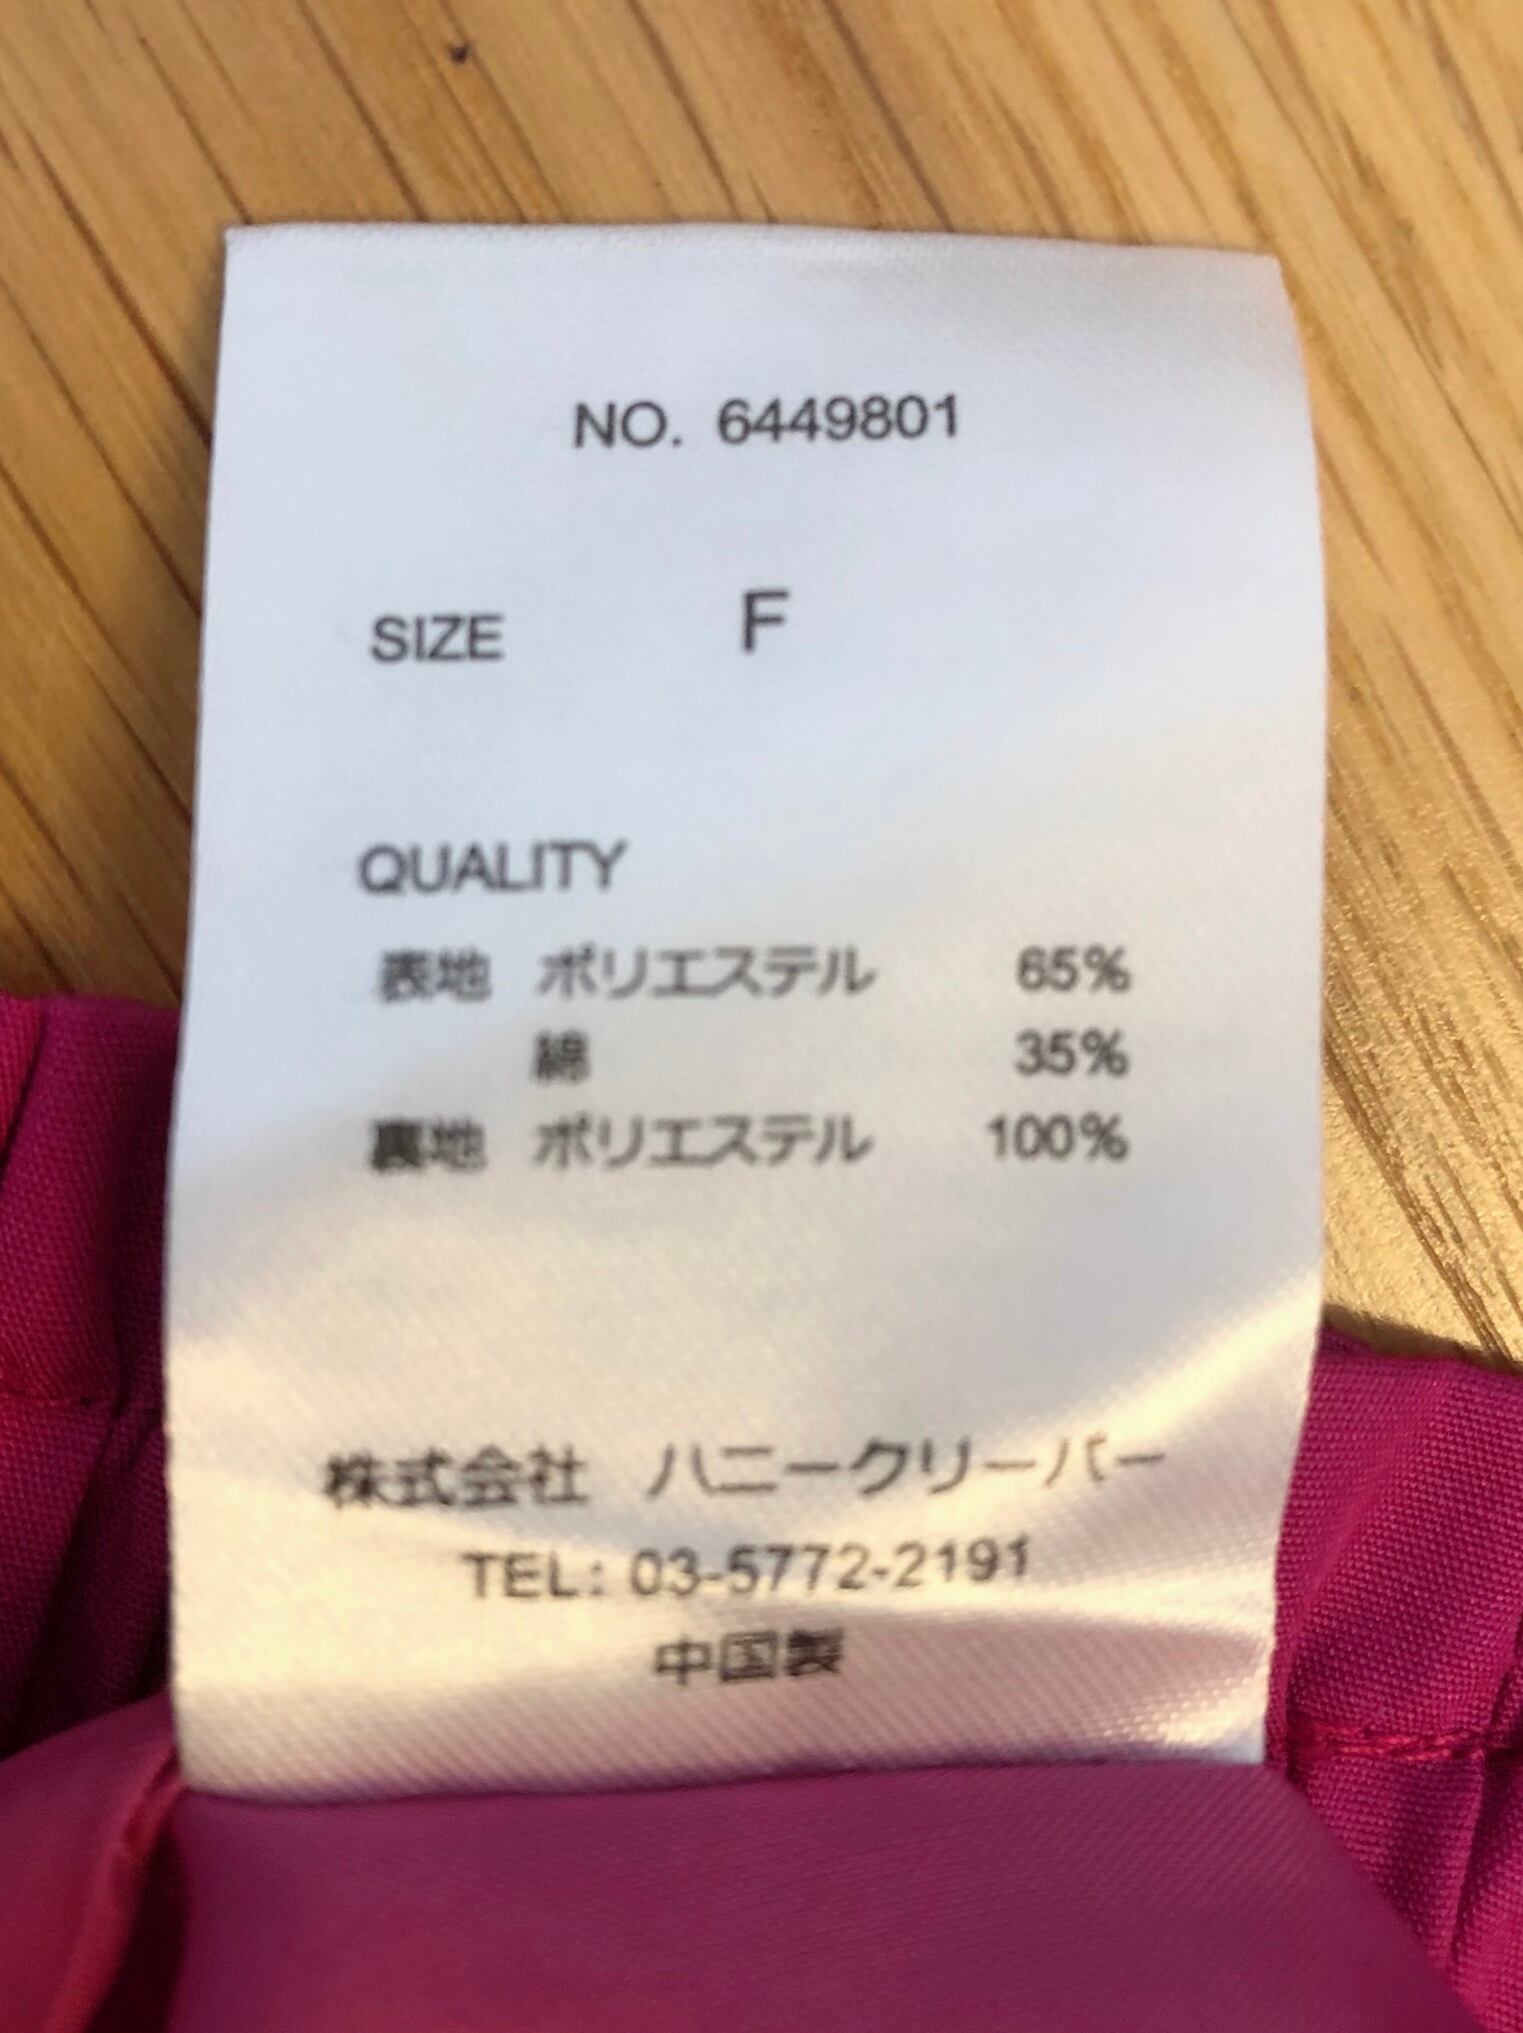 NO. 6449801
SIZE F
QUALITY
表地 ポリエステル 65%
綿 35%
裏地 ポリエステル 100%
株式会社 ハニークリーバー
TEL: 03-5772-2191
中国製